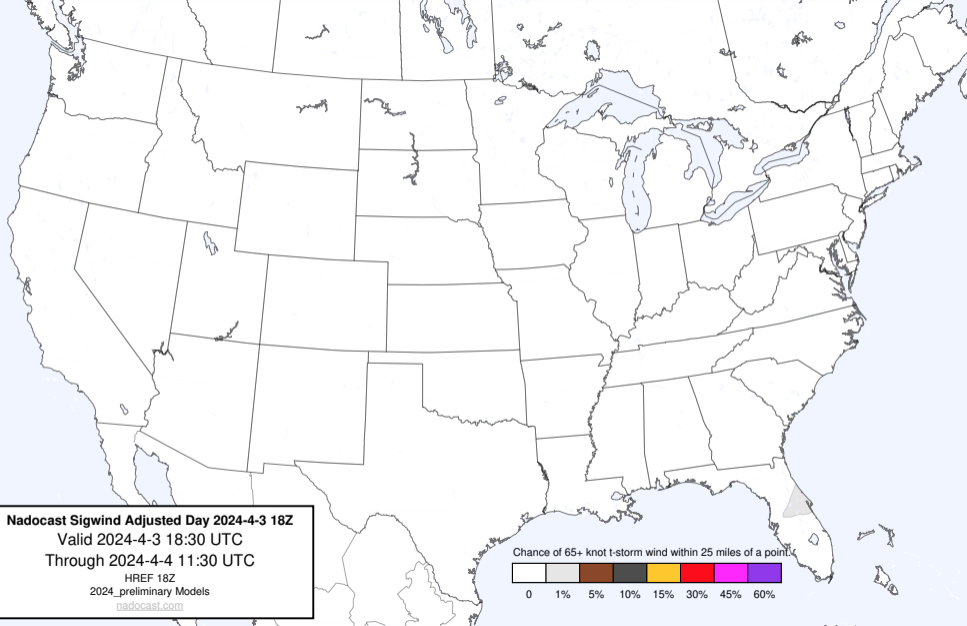 Nadocast Sigwind Adjusted Day 2024-4-3 18Z
Valid 2024-4-3 18:30 UTC
Through 2024-4-4 11:30 UTC
HREF 18Z
2024_preliminary Models
nadocast.com
Chance of 65+ knot t-storm wind within 25 miles of a point.
0 1% 5% 10% 15% 30% 45% 60%